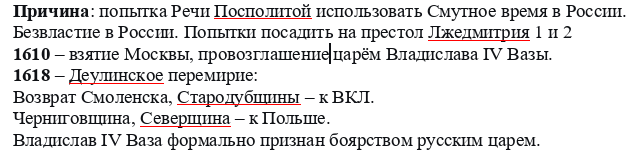 Причина: попытка Речи Посполитой использовать Смутное время в России.
Безвластие в России. Попытки посадить на престол Лжедмитрия 1 и 2
1610 – взятие Москвы, провозглашение царём Владислава IV Вазы.
1618 – Деулинское перемирие:
Возврат Смоленска, Стародубщины – к ВКЛ.
Черниговщина, Северщина – к Польше.
Владислав IV Ваза формально признан боярством русским царем.